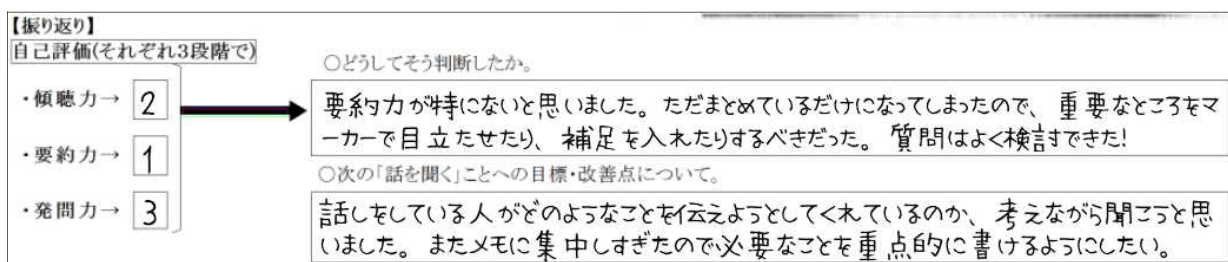 【振り返り】
自己評価(それぞれ3段階で)
・傾聴力→ 2
・要約力→ 1
・発問力→ 3
○どうしてそう判断したか。
要約力が特にないと思いました。ただまとめているだけになってしまったので、重要なところをマ
ーカーで目立たせたり、補足を入れたりするべきだった。質問はよく検討できた!
○次の「話を聞く」ことへの目標・改善点について。
話しをしている人がどのようなことを伝えようとしてくれているのか、考えながら聞こうと思
いました。またメモに集中しすぎたので必要なことを重点的に書けるようにしたい。